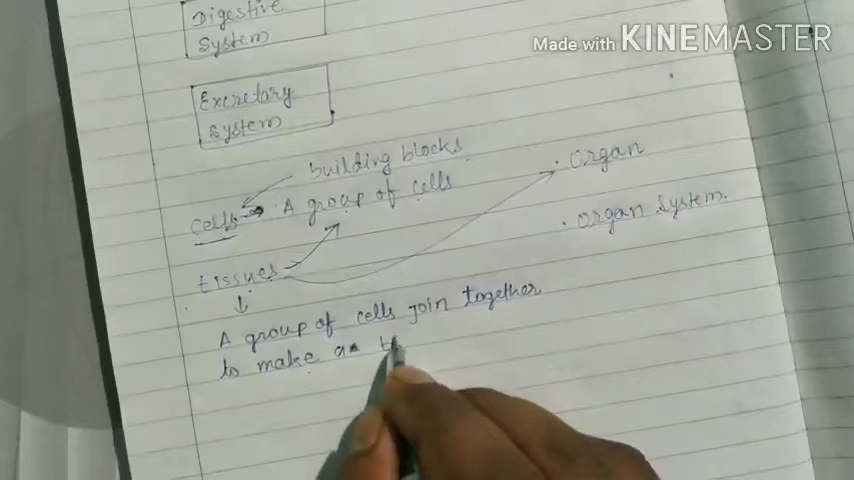 Digestive
System
Made with KINEMASTER
Excretary
System
building blocks
Organ
Cells → A group of cells
Organ System.
tissues
A group of cells join together
to make a t